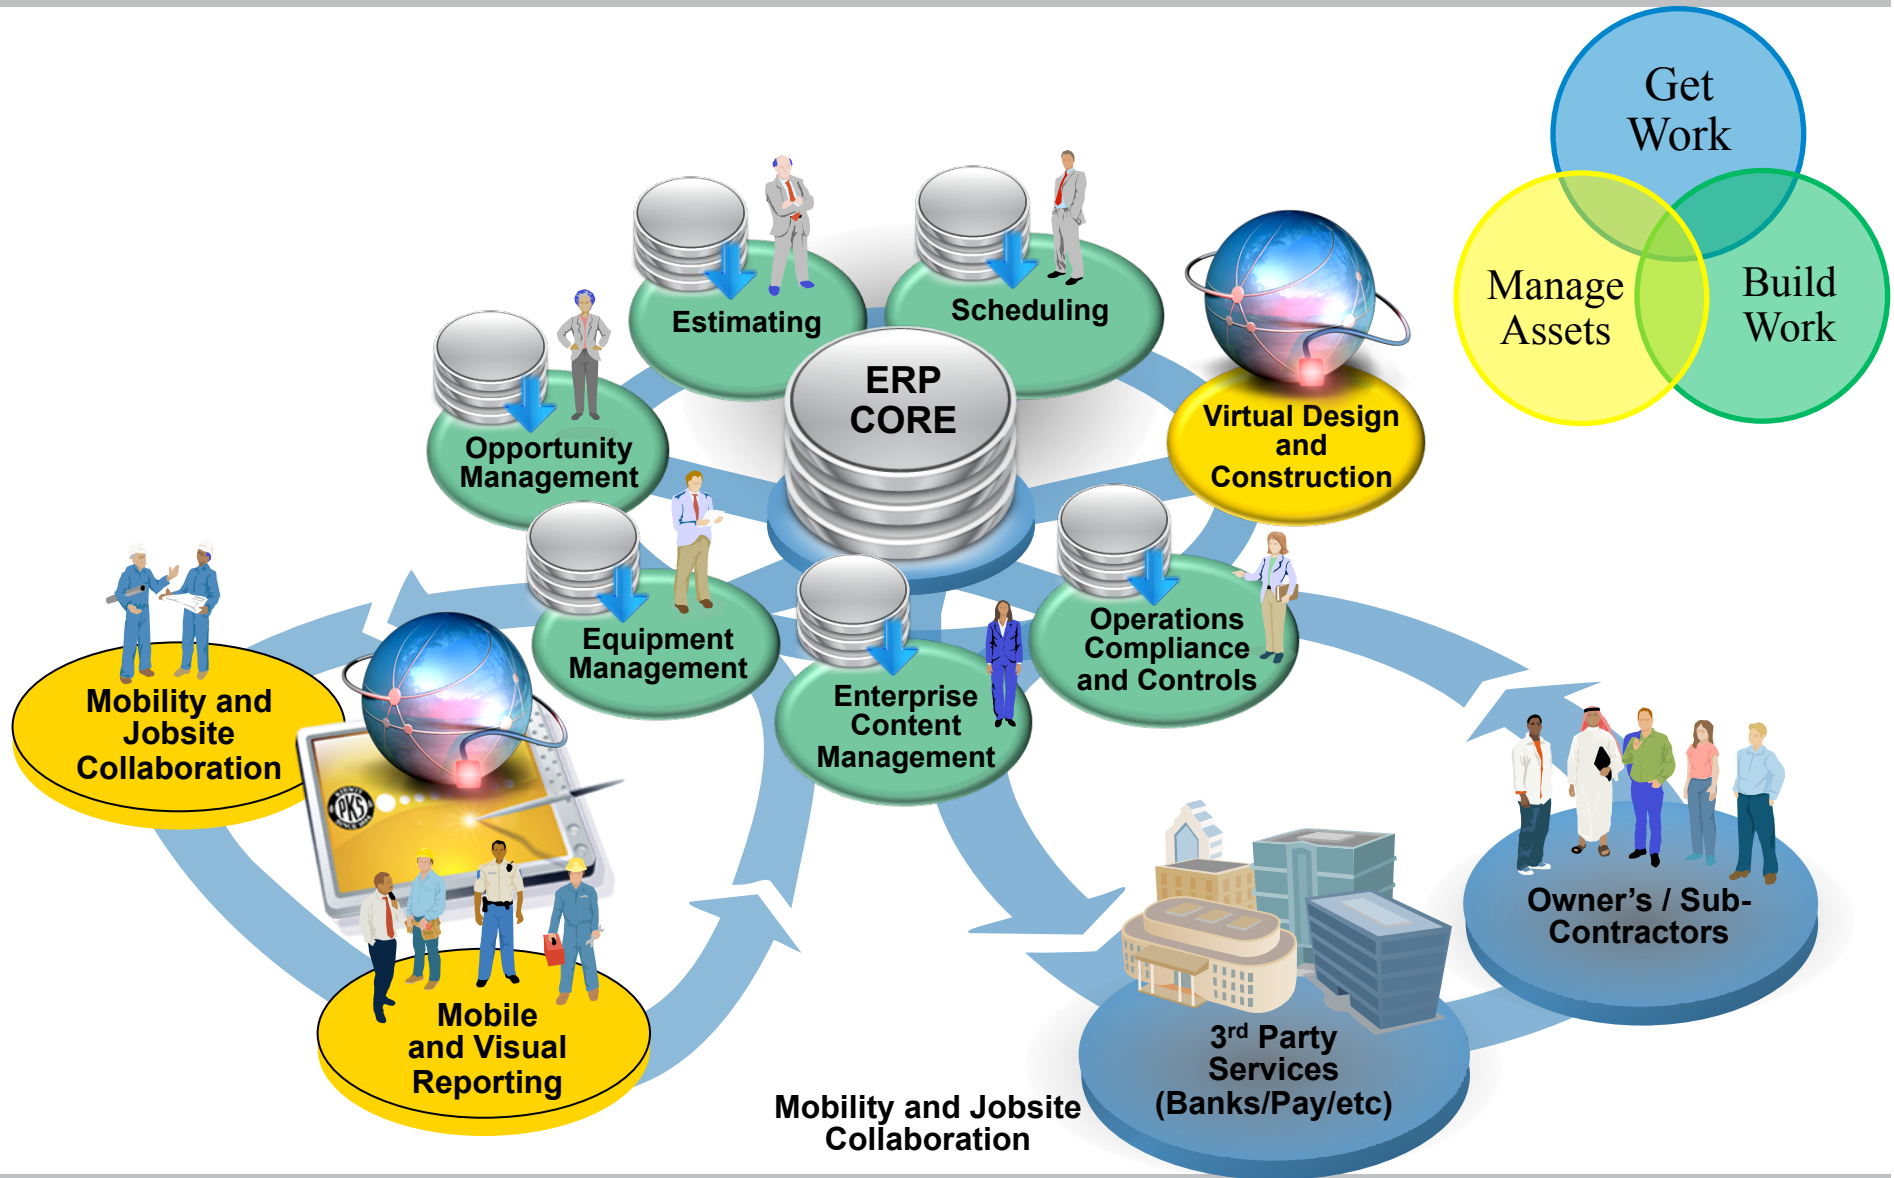 Get
Work
Manage
Assets
Build
Work
Estimating
Scheduling
ERP
CORE
Virtual Design
and
Construction
Opportunity
Management
Equipment
Management
Operations
Compliance
and Controls
Enterprise
Content
Management
Mobility and
Jobsite
Collaboration
PKS
Mobile
and Visual
Reporting
Owner's / Sub-
Contractors
3rd Party
Services
(Banks/Pay/etc)
Mobility and Jobsite
Collaboration